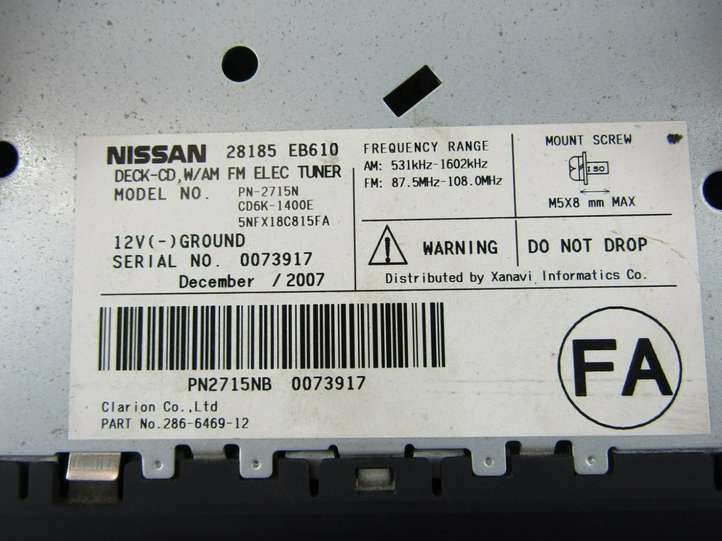 NISSAN 28185 EB610
DECK-CD,W/AM FM ELEC TUNER
MODEL NO. PN-2715N
CD6K-1400E
5NFX18C815FA
12V(-)GROUND
SERIAL NO. 0073917
December /2007
FREQUENCY RANGE
AM: 531kHz-1602kHz
FM: 87.5MHz-108.0MHz
MOUNT SCREW
ISO
M5X8 mm MAX
WARNING
DO NOT DROP
Distributed by Xanavi Informatics Co.
PN2715NB 0073917
FA
Clarion Co.,Ltd
PART No.286-6469-12